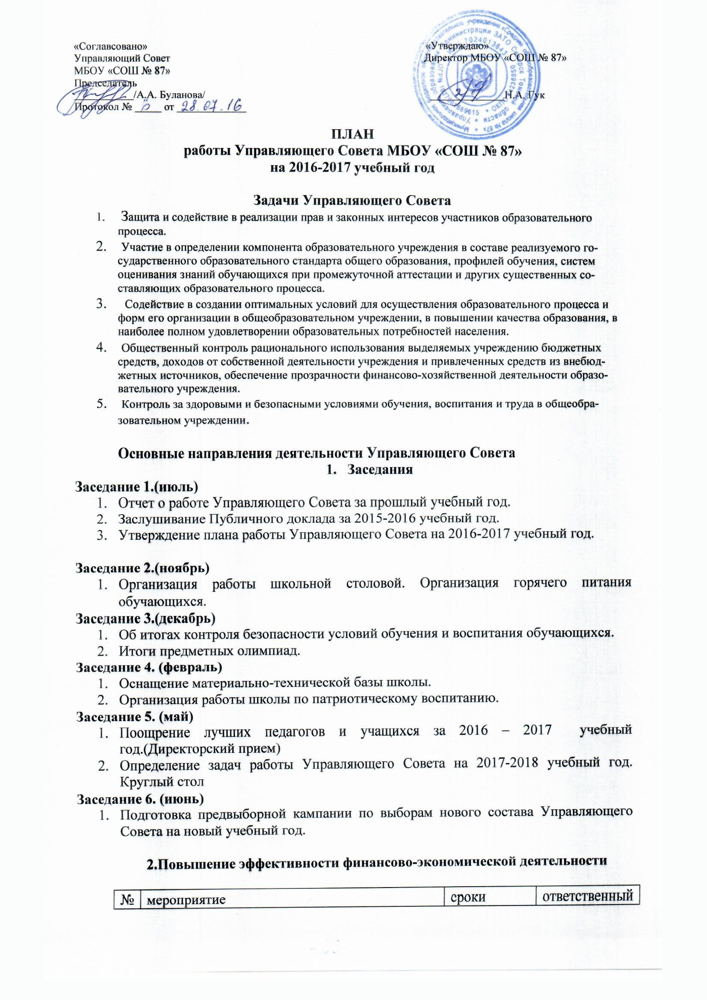 «Соглавсовано»
«Утверждаю»
Управляющий Совет
Директор МБОУ «СОШ № 87»
МБОУ «СОШ № 87»
Председатель
/А.А. Буланова/
Н.А. Гук
Протокол № от 28.07.16
ПЛАН
работы Управляющего Совета МБОУ «СОШ № 87»
на 2016-2017 учебный год
Задачи Управляющего Совета
1. Защита и содействие в реализации прав и законных интересов участников образовательного
процесса.
2. Участие в определении компонента образовательного учреждения в составе реализуемого го-
сударственного образовательного стандарта общего образования, профилей обучения, систем
оценивания знаний обучающихся при промежуточной аттестации и других существенных со-
ставляющих образовательного процесса.
3. Содействие в создании оптимальных условий для осуществления образовательного процесса и
форм его организации в общеобразовательном учреждении, в повышении качества образования, в
наиболее полном удовлетворении образовательных потребностей населения.
4. Общественный контроль рационального использования выделяемых учреждению бюджетных
средств, доходов от собственной деятельности учреждения и привлеченных средств из внебюд-
жетных источников, обеспечение прозрачности финансово-хозяйственной деятельности образо-
вательного учреждения.
5. Контроль за здоровыми и безопасными условиями обучения, воспитания и труда в общеобра-
зовательном учреждении.
Основные направления деятельности Управляющего Совета
1. Заседания
Заседание 1.(июль)
1. Отчет о работе Управляющего Совета за прошлый учебный год.
2. Заслушивание Публичного доклада за 2015-2016 учебный год.
3. Утверждение плана работы Управляющего Совета на 2016-2017 учебный год.
Заседание 2.(ноябрь)
1. Организация работы школьной столовой. Организация горячего питания
обучающихся.
Заседание 3.(декабрь)
1. Об итогах контроля безопасности условий обучения и воспитания обучающихся.
2. Итоги предметных олимпиад.
Заседание 4. (февраль)
1. Оснащение материально-технической базы школы.
2. Организация работы школы по патриотическому воспитанию.
Заседание 5. (май)
1. Поощрение лучших педагогов и учащихся за 2016 – 2017 учебный
год.(Директорский прием)
2. Определение задач работы Управляющего Совета на 2017-2018 учебный год.
Круглый стол
Заседание 6. (июнь)
1. Подготовка предвыборной кампании по выборам нового состава Управляющего
Совета на новый учебный год.
2.Повышение эффективности финансово-экономической деятельности
№ мероприятие сроки ответственный